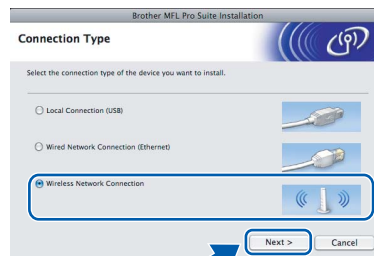 Brother MFL Pro Suite Installation
Connection Type
Select the connection type of the device you want to install.
Local Connection (USB)
Wired Network Connection (Ethernet)
Wireless Network Connection
Next >
Cancel